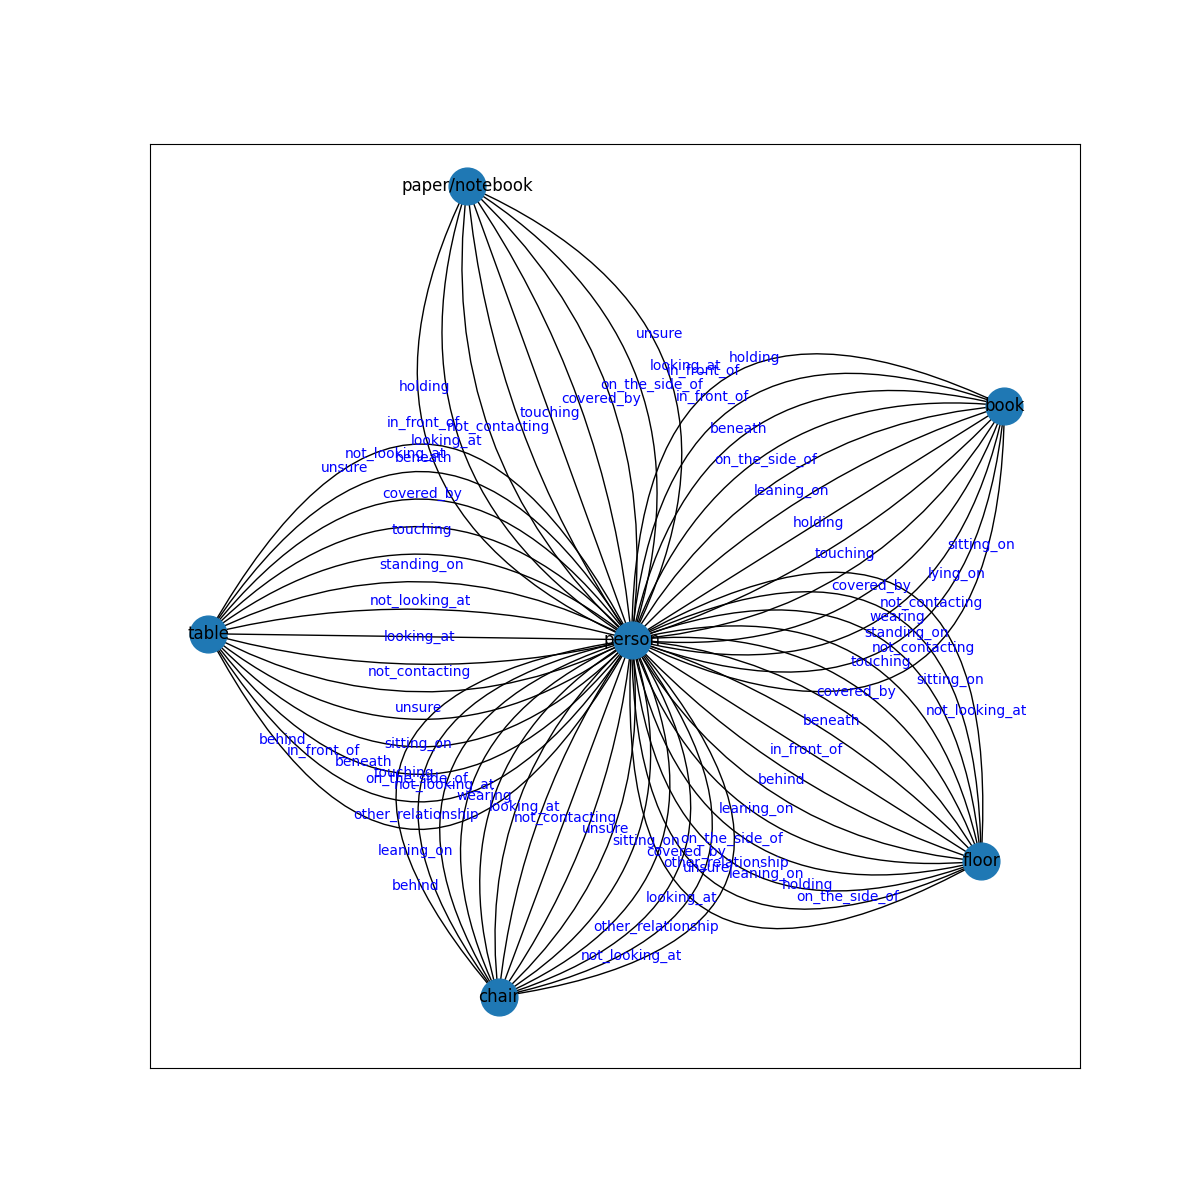 paper/notebook
unsure
holding
looking_at
in_front_of
on_the_side_of
holding
in_front_of
covered_by
book
touching
in_front_of
not_contacting
beneath
looking_at
not_looking_at
beneath
on_the_side_of
unsure
leaning_on
covered_by
holding
touching
sitting_on
touching
standing_on
lying_on
covered_by
not_looking_at
not_contacting
wearing
table
looking_at
person
standing_on
not_contacting
touching
not_contacting
sitting_on
covered_by
unsure
not_looking_at
beneath
behind
sitting_on
in_front_of
in_front_of
beneath
touching
on_the_side_of
behind
not_looking_at
wearing
looking_at
leaning_on
other_relationship
not_contacting
unsure
on_the_side_of
sitting_on
leaning_on
covered_by
other_relationship
floor
unsure
leaning_on
behind
holding
looking_at
on_the_side_of
other_relationship
not_looking_at
chair